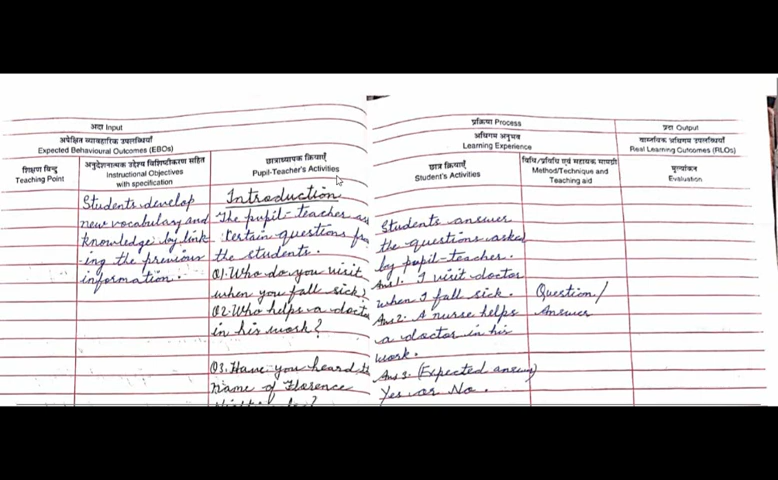 अदा Input
अपेक्षित व्यावहारिक उपलब्धियाँ
Expected Behavioural Outcomes (EBOs)
शिक्षण बिन्दु
Teaching Point
अनुदेशनात्मक उद्देश्य विशिष्टीकरण सहित
Instructional Objectives
with specification
छात्राध्यापक क्रियाएँ
Pupil-Teacher's Activities
Students develop
new vocabulary and
knowledge by link
-ing the previous
information.
Introduction
The pupil-teacher
certain questions
the students.
Q1. Who do you visit
when you fall sick?
Q2. Who helps a doctor
in his work?
Q3. Have you heard
name of Florence
प्रक्रिया Process
अधिगम अनुभव
Learning Experience
छात्र क्रियाएँ
Student's Activities
विधि/प्रविधि एवं सहायक सामग्री
Method/Technique and
Teaching aid
प्रदा Output
वास्तविक अधिगम उपलब्धियाँ
Real Learning Outcomes (RLOs)
मूल्यांकन
Evaluation
Students answer
the questions asked
by pupil-teacher.
Ans 1. I visit doctor
when I fall sick.
Ans 2. A nurse helps
a doctor in his
work.
Ans 3. (Expected answer)
Yes or No.
Question/
Answer